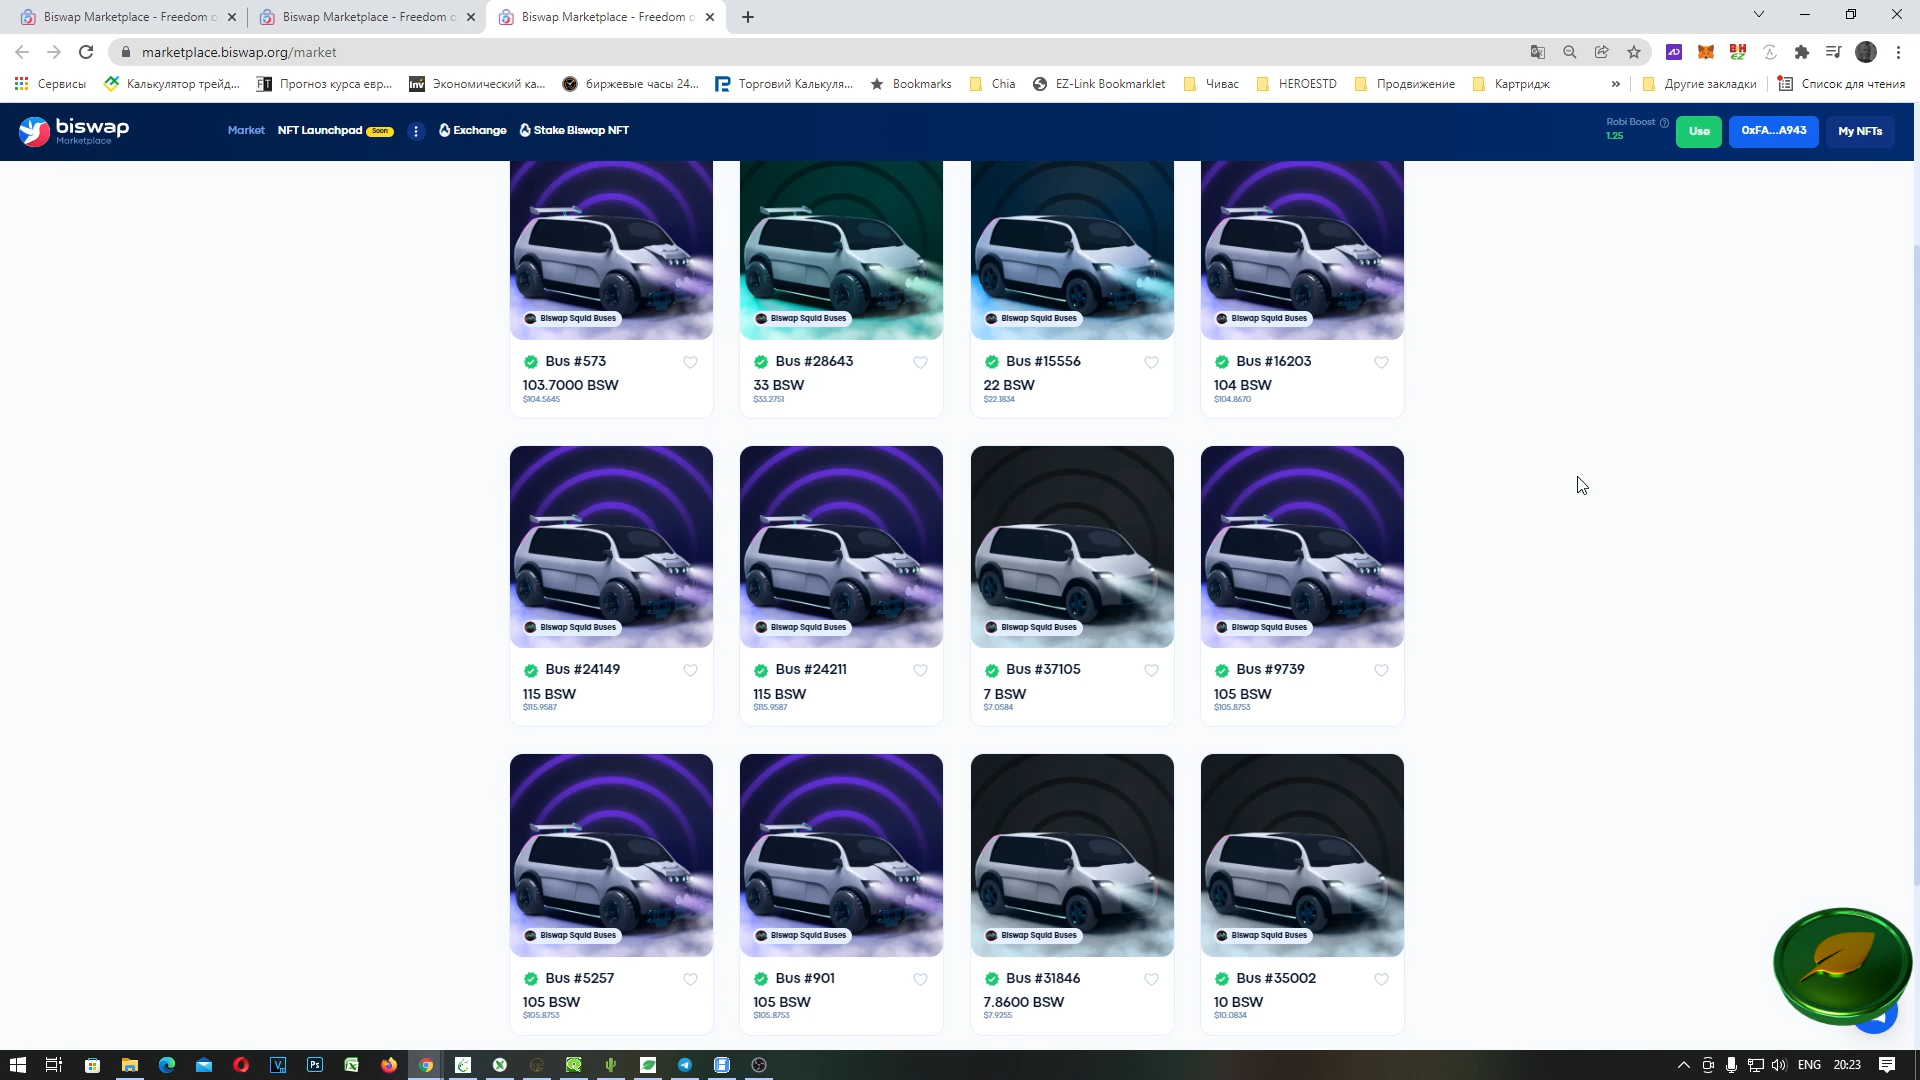 Biswap Marketplace - Freedom o
Biswap Marketplace - Freedom o
Biswap Marketplace - Freedom o
marketplace.biswap.org/market
Сервисы
Калькулятор трейд...
Прогноз курса евр...
Экономический ка...
биржевые часы 24...
Торговий Калькуля...
Bookmarks
Chia
EZ-Link Bookmarklet
Чивас
HEROESTD
Продвижение
Картридж
»
Другие закладки
Список для чтения
biswap
Marketplace
Market
NFT Launchpad
Soon
Exchange
Stake Biswap NFT
Robi Boost
1.25
Use
0xFA...A943
My NFTs
Biswap Squid Buses
Biswap Squid Buses
Biswap Squid Buses
Biswap Squid Buses
Bus #573
Bus #28643
Bus #15556
Bus #16203
103.7000 BSW
33 BSW
22 BSW
104 BSW
$104.5645
$33.2751
$22.1834
$104.8670
Biswap Squid Buses
Biswap Squid Buses
Biswap Squid Buses
Biswap Squid Buses
Bus #24149
Bus #24211
Bus #37105
Bus #9739
115 BSW
115 BSW
7 BSW
105 BSW
$115.9587
$115.9587
$7.0584
$105.8753
Biswap Squid Buses
Biswap Squid Buses
Biswap Squid Buses
Biswap Squid Buses
Bus #5257
Bus #901
Bus #31846
Bus #35002
105 BSW
105 BSW
7.8600 BSW
10 BSW
$105.8753
$105.8753
$7.9255
$10.0834
ENG
20:23